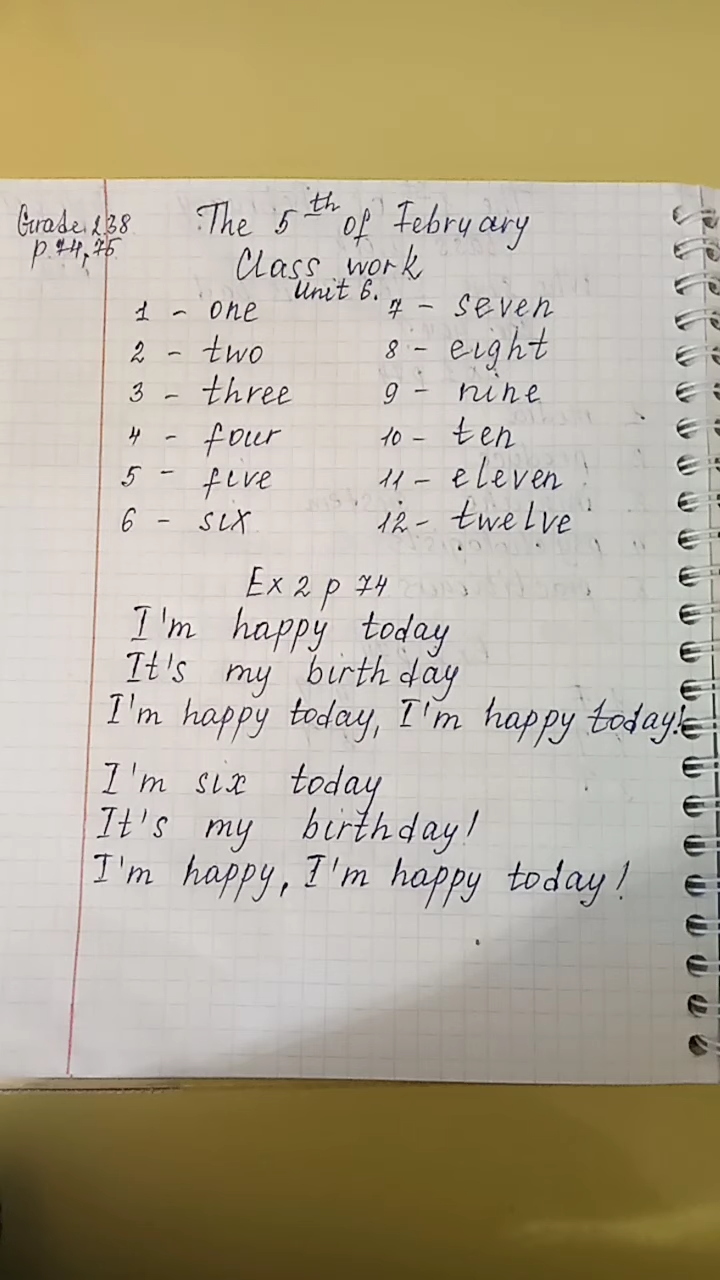 Grade 2 38
p. 74, 75
The 5th of February
Class work
Unit 6.
1 - one
2 - two
3 - three
4 - four
5 - five
6 - six
7 - seven
8 - eight
9 - nine
10 - ten
11 - eleven
12 - twelve
Ex 2 p 74
I'm happy today
It's my birthday
I'm happy today, I'm happy today!
I'm six today
It's my birthday!
I'm happy, I'm happy today!